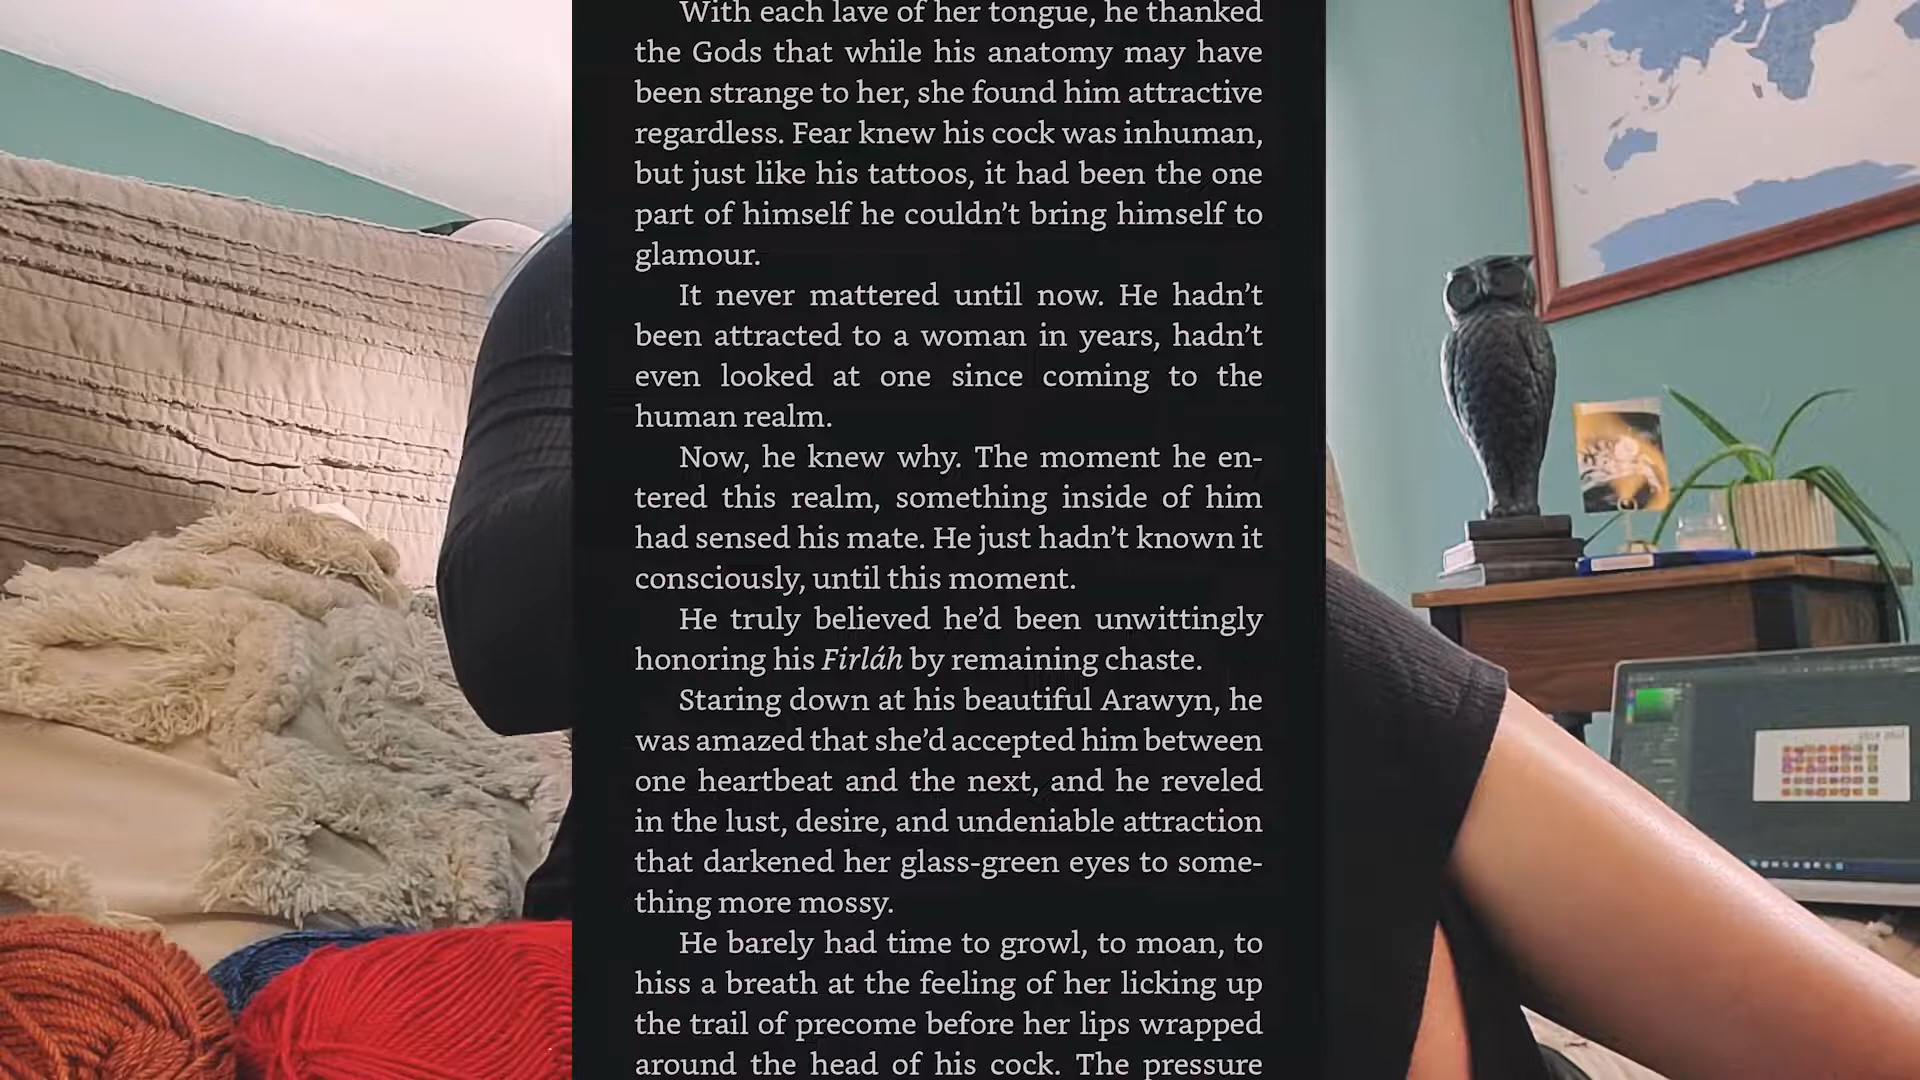 With each lave of her tongue, he thanked
the Gods that while his anatomy may have
been strange to her, she found him attractive
regardless. Fear knew his cock was inhuman,
but just like his tattoos, it had been the one
part of himself he couldn’t bring himself to
glamour.
It never mattered until now. He hadn’t
been attracted to a woman in years, hadn’t
even looked at one since coming to the
human realm.
Now, he knew why. The moment he en-
tered this realm, something inside of him
had sensed his mate. He just hadn’t known it
consciously, until this moment.
He truly believed he’d been unwittingly
honoring his Firláh by remaining chaste.
Staring down at his beautiful Arawyn, he
was amazed that she’d accepted him between
one heartbeat and the next, and he reveled
in the lust, desire, and undeniable attraction
that darkened her glass-green eyes to some-
thing more mossy.
He barely had time to growl, to moan, to
hiss a breath at the feeling of her licking up
the trail of precome before her lips wrapped
around the head of his cock. The pressure